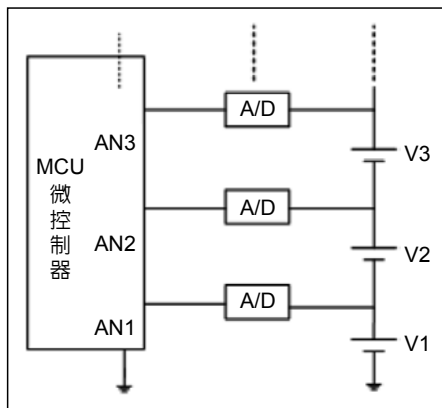 A/D
AN3
V3
MCU
微
控
制
器
A/D
AN2
V2
A/D
AN1
V1